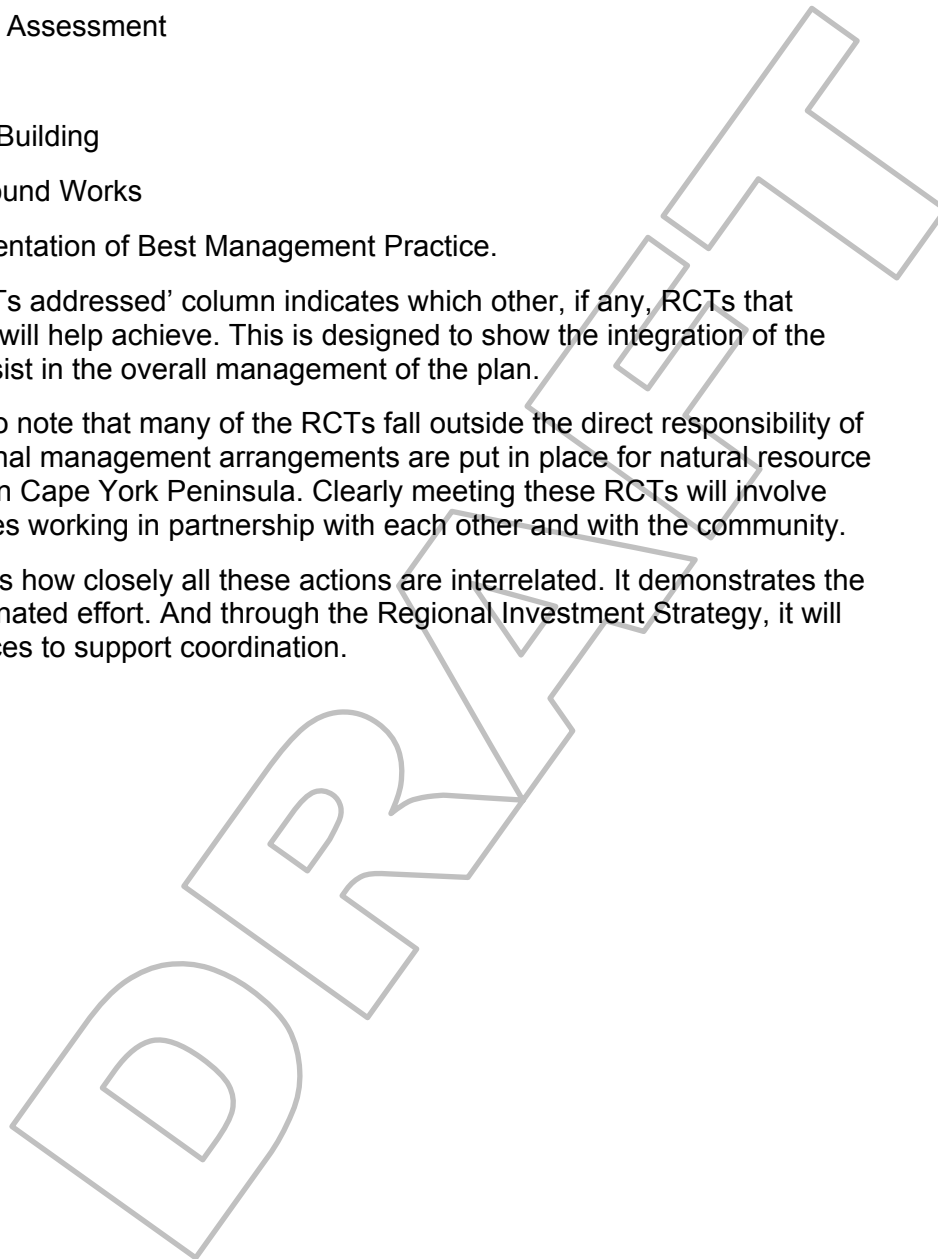 Assessment
Building
ound Works
entation of Best Management Practice.
Ts addressed’ column indicates which other, if any, RCTs that
will help achieve. This is designed to show the integration of the
sist in the overall management of the plan.
o note that many of the RCTs fall outside the direct responsibility of
nal management arrangements are put in place for natural resource
n Cape York Peninsula. Clearly meeting these RCTs will involve
es working in partnership with each other and with the community.
s how closely all these actions are interrelated. It demonstrates the
nated effort. And through the Regional Investment Strategy, it will
ces to support coordination.
DRAFT